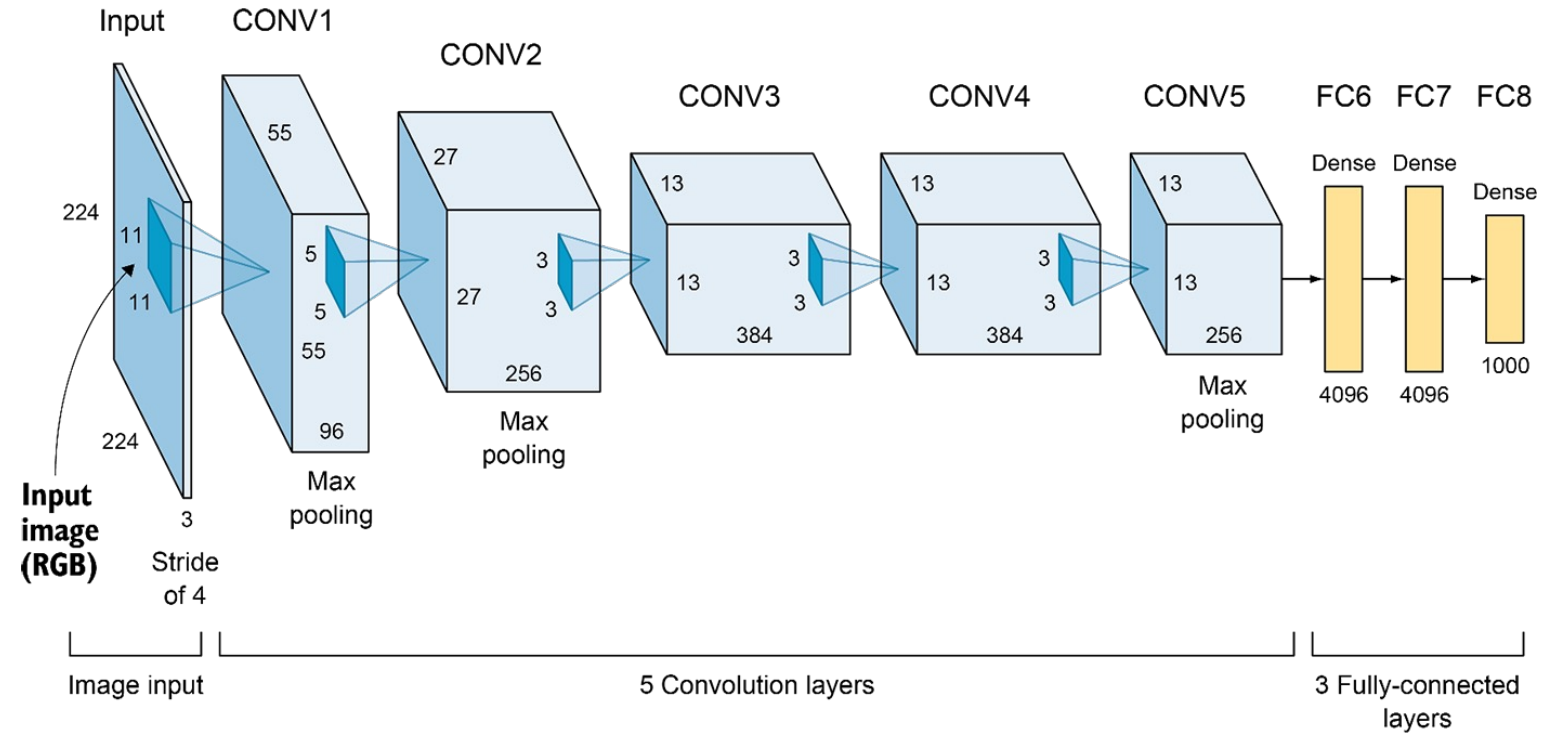 Input
CONV1
CONV2
CONV3
CONV4
CONV5
FC6
FC7
FC8
224
11
11
224
3
Stride
of 4
Input
image
(RGB)
55
5
5
55
96
Max
pooling
27
27
3
3
256
Max
pooling
13
13
3
3
384
13
13
3
3
384
13
13
256
Max
pooling
Dense
4096
Dense
4096
Dense
1000
Image input
5 Convolution layers
3 Fully-connected
layers